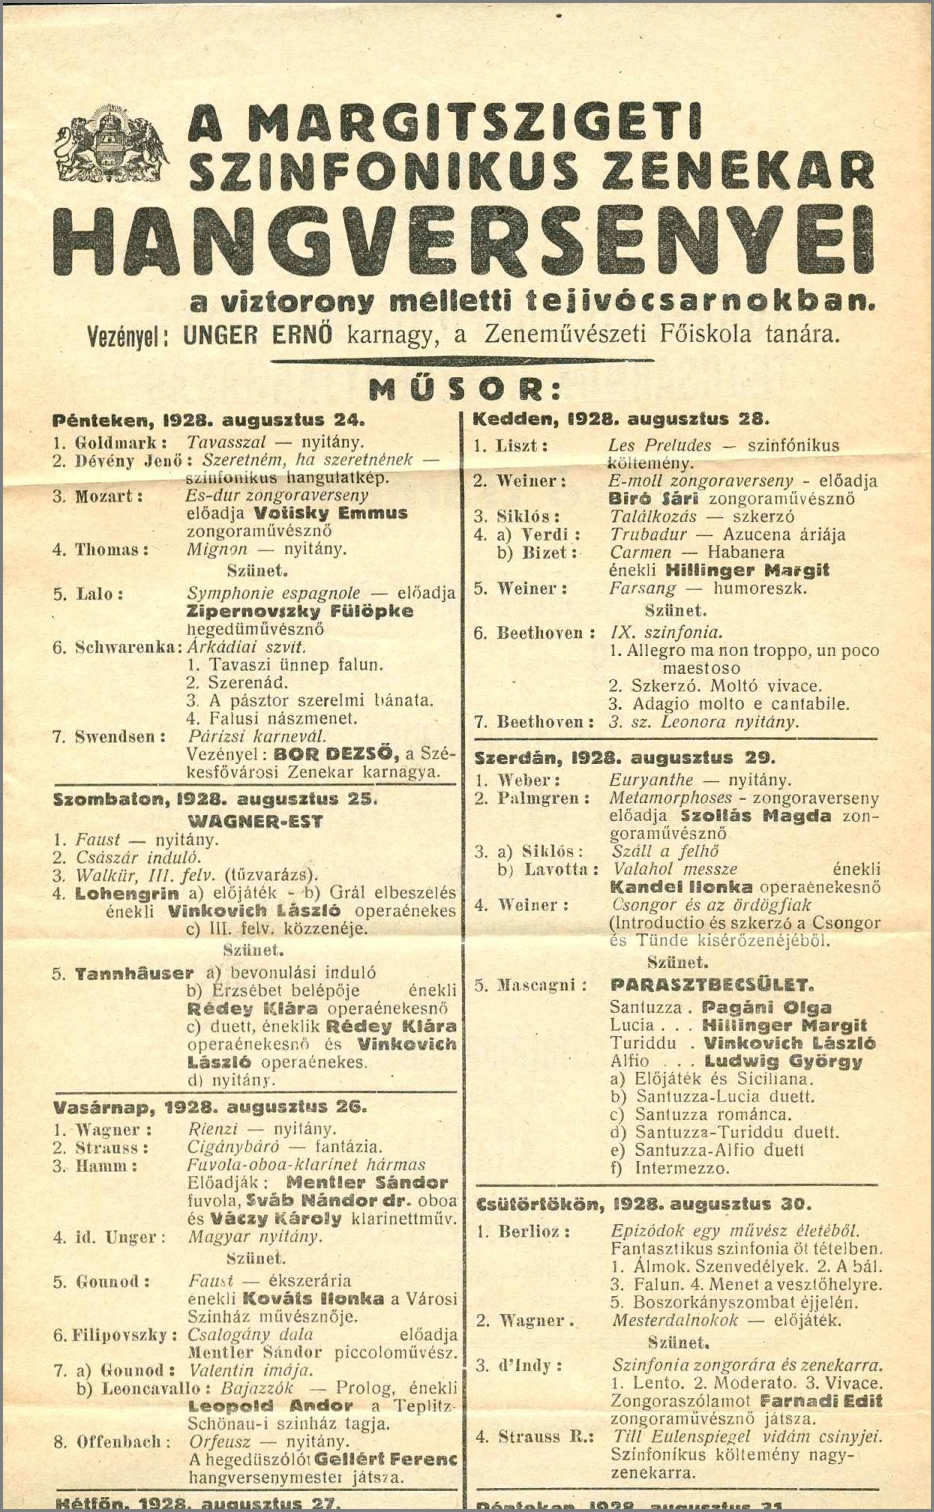 A MARGITSZIGETI
SZINFONIKUS ZENEKAR
HANGVERSENYEI
a viztorony melletti tejivócsarnokban.
Vezényel: UNGER ERNŐ karnagy, a Zeneművészeti Főiskola tanára.
MŰSOR:
Pénteken, 1928. augusztus 24.
1. Goldmark: Tavasszal — nyitány.
2. Dévény Jenő: Szeretném, ha szeretnének —
szinfonikus hangulatkép.
3. Mozart: Es-dur zongoraverseny
előadja Votisky Emmus
zongoraművésznő
4. Thomas: Mignon — nyitány.
Szünet.
5. Lalo: Symphonie espagnole — előadja
Zipernovszky Fülöpke
hegedüművésznő
6. Schwarenka: Árkádiai szvit.
1. Tavaszi ünnep falun.
2. Szerenád.
3. A pásztor szerelmi bánata.
4. Falusi nászmenet.
7. Swendsen: Párizsi karnevál.
Vezényel: BOR DEZSŐ, a Szé-
kesfővárosi Zenekar karnagya.
Szombaton, 1928. augusztus 25.
WAGNER-EST
1. Faust — nyitány.
2. Császár induló.
3. Walkür, III. felv. (tűzvarázs).
4. Lohengrin a) előjáték - b) Grál elbeszélés
énekli Vinkovich László operaénekes
c) III. felv. közzenéje.
Szünet.
5. Tannhäuser a) bevonulási induló
b) Erzsébet belépője énekli
Rédey Klára operaénekesnő
c) duett, éneklik Rédey Klára
operaénekesnő és Vinkovich
László operaénekes.
d) nyitány.
Vasárnap, 1928. augusztus 26.
1. Wagner: Rienzi — nyitány.
2. Strauss: Cigánybáró — fantázia.
3. Hamm: Fuvola-oboa-klarinet hármas
Előadják: Mentler Sándor
fuvola, Sváb Nándor dr. oboa
és Váczy Károly klarinettműv.
4. id. Unger: Magyar nyitány.
Szünet.
5. Gounod: Faust — ékszerária
énekli Kováts Ilonka a Városi
Szinház művésznője.
6. Filipovszky: Csalogány dala előadja
Mentler Sándor piccoloművész.
7. a) Gounod: Valentin imája.
b) Leoncavallo: Bajazzók — Prolog, énekli
Leopold Andor a Teplitz-
Schönau-i szinház tagja.
8. Offenbach: Orfeusz — nyitány.
A hegedüszólót Gellért Ferenc
hangversenymester játsza.
Hétfőn, 1928. augusztus 27.
Kedden, 1928. augusztus 28.
1. Liszt: Les Preludes — szinfónikus
költemény.
2. Weiner: E-moll zongoraverseny - előadja
Biró Sári zongoraművésznő
3. Siklós: Találkozás — szkerzó
4. a) Verdi: Trubadur — Azucena áriája
b) Bizet: Carmen — Habanera
énekli Hillinger Margit
5. Weiner: Farsang — humoreszk.
Szünet.
6. Beethoven: IX. szinfonia.
1. Allegro ma non troppo, un poco
maestoso
2. Szkerzó. Moltó vivace.
3. Adagio molto e cantabile.
7. Beethoven: 3. sz. Leonora nyitány.
Szerdán, 1928. augusztus 29.
1. Weber: Euryanthe — nyitány.
2. Palmgren: Metamorphoses - zongoraverseny
előadja Szollás Magda zon-
goraművésznő
3. a) Siklós: Száll a felhő
b) Lavotta: Valahol messze énekli
Kandel Ilonka operaénekesnő
4. Weiner: Csongor és az ördögfiak
(Introductio és szkerzó a Csongor
és Tünde kisérőzenéjéből.
Szünet.
5. Mascagni: PARASZTBECSÜLET.
Santuzza . Pagáni Olga
Lucia . . . Hillinger Margit
Turiddu . Vinkovich László
Alfio . . . Ludwig György
a) Előjáték és Siciliana.
b) Santuzza-Lucia duett.
c) Santuzza románca.
d) Santuzza-Turiddu duett.
e) Santuzza-Alfio duett
f) Intermezzo.
Csütörtökön, 1928. augusztus 30.
1. Berlioz: Epizódok egy művész életéből.
Fantasztikus szinfonia öt tételben.
1. Álmok. Szenvedélyek. 2. A bál.
3. Falun. 4. Menet a vesztőhelyre.
5. Boszorkányszombat éjjelén.
2. Wagner. Mesterdalnokok — előjáték.
Szünet.
3. d'Indy: Szinfonia zongorára és zenekarra.
1. Lento. 2. Moderato. 3. Vivace.
Zongoraszólamot Farnadi Edit
zongoraművésznő játsza.
4. Strauss R.: Till Eulenspiegel vidám csinyjei.
Szinfonikus költemény nagy-
zenekarra.
Pénteken, 1928. augusztus 31.